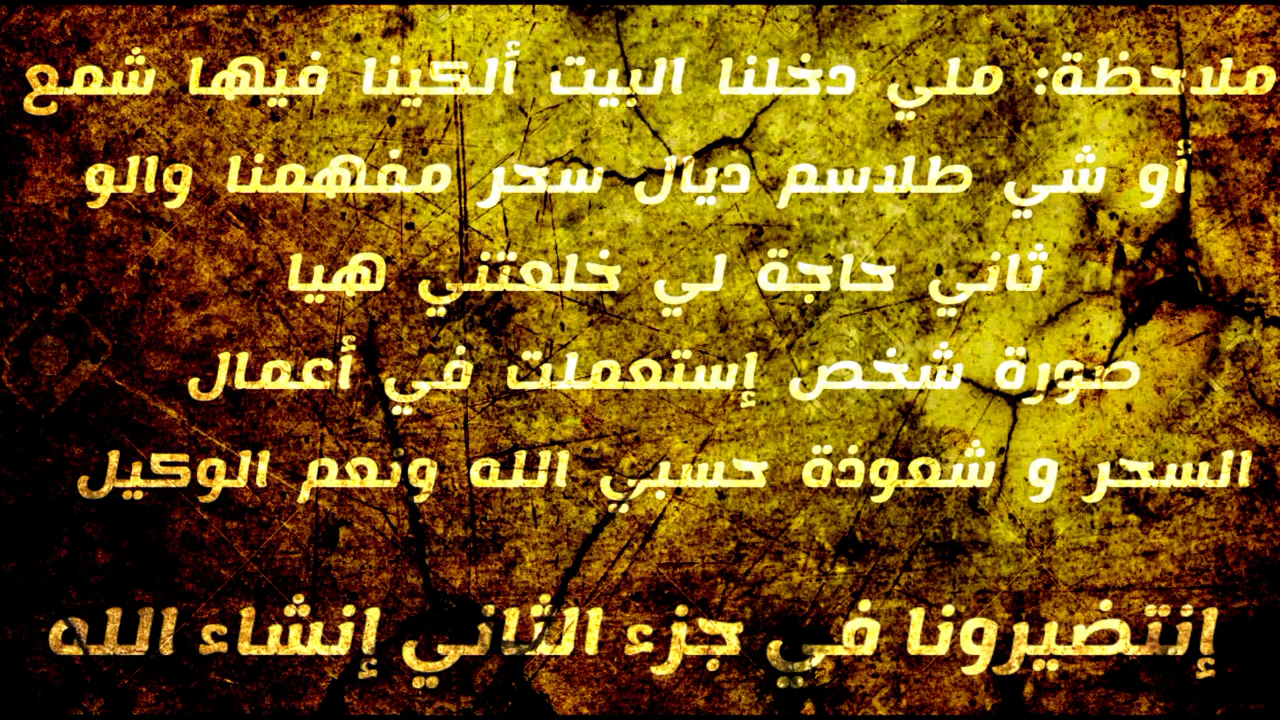 ملاحظة: ملي دخلنا البيت ألكينا فيها شمع
أو شي طلاسم ديال سحر مفهمنا والو
ثاني حاجة لي خلعتني هيا
صورة شخص إستعملت في أعمال
السحر و شعوذة حسبي الله ونعم الوكيل
إنتضيرونا في جزء الثاني إنشاء الله